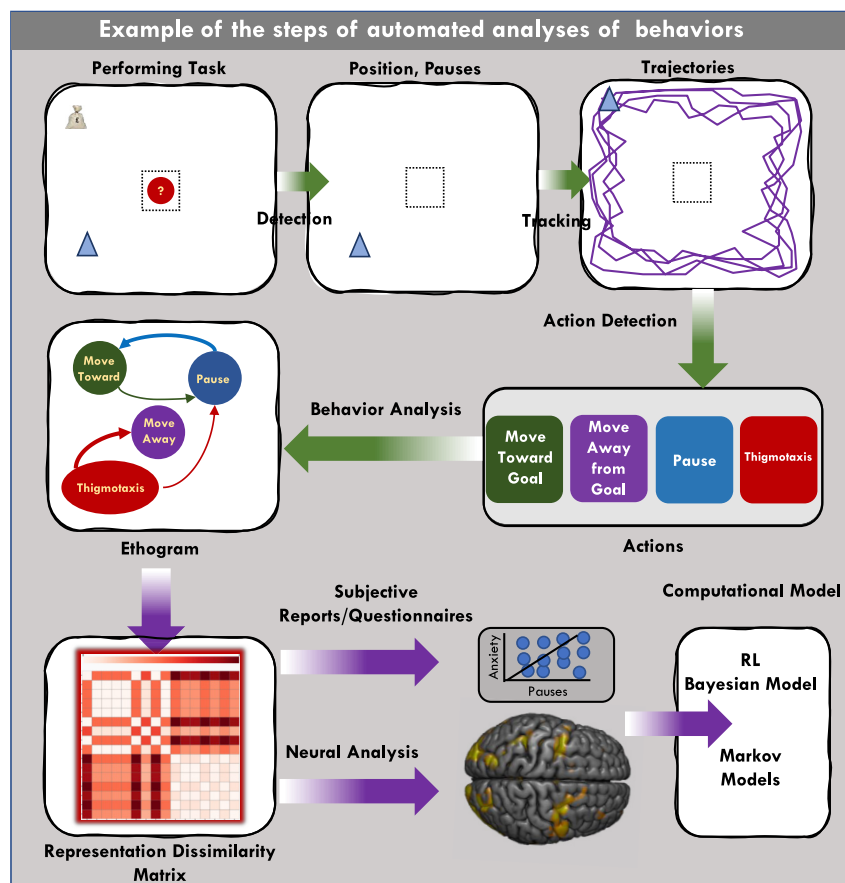 Example of the steps of automated analyses of behaviors
Performing Task
Position, Pauses
Trajectories
£
?
Detection
Tracking
Action Detection
Move
Toward
Pause
Move
Away
Thigmotaxis
Behavior Analysis
Move
Toward
Goal
Move
Away
from
Goal
Pause
Thigmotaxis
Ethogram
Actions
Subjective
Reports/Questionnaires
Computational Model
Anxiety
Pauses
RL
Bayesian Model
Markov
Models
Neural Analysis
Representation Dissimilarity
Matrix